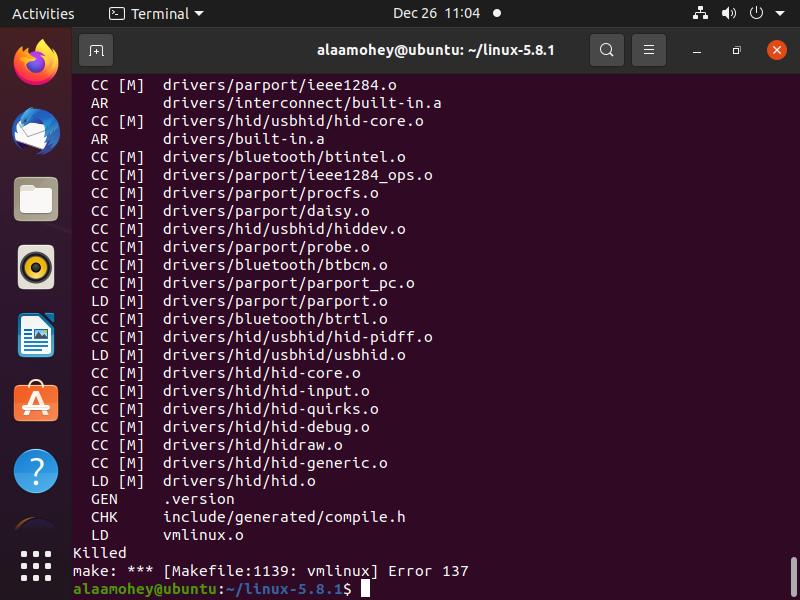 Activities Terminal Dec 26 11:04
alaamohey@ubuntu: ~/linux-5.8.1
CC [M] drivers/parport/ieee1284.o
AR drivers/interconnect/built-in.a
CC [M] drivers/hid/usbhid/hid-core.o
AR drivers/built-in.a
CC [M] drivers/bluetooth/btintel.o
CC [M] drivers/parport/ieee1284_ops.o
CC [M] drivers/parport/procfs.o
CC [M] drivers/parport/daisy.o
CC [M] drivers/hid/usbhid/hiddev.o
CC [M] drivers/parport/probe.o
CC [M] drivers/bluetooth/btbcm.o
CC [M] drivers/parport/parport_pc.o
LD [M] drivers/parport/parport.o
CC [M] drivers/bluetooth/btrtl.o
CC [M] drivers/hid/usbhid/hid-pidff.o
LD [M] drivers/hid/usbhid/usbhid.o
CC [M] drivers/hid/hid-core.o
CC [M] drivers/hid/hid-input.o
CC [M] drivers/hid/hid-quirks.o
CC [M] drivers/hid/hid-debug.o
CC [M] drivers/hid/hidraw.o
CC [M] drivers/hid/hid-generic.o
LD [M] drivers/hid/hid.o
GEN .version
CHK include/generated/compile.h
LD vmlinux.o
Killed
make: *** [Makefile:1139: vmlinux] Error 137
alaamohey@ubuntu:~/linux-5.8.1$